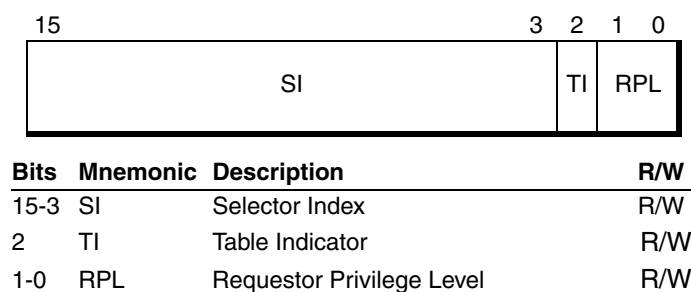 15 3 2 1 0
SI TI RPL
Bits Mnemonic Description R/W
15-3 SI Selector Index R/W
2 TI Table Indicator R/W
1-0 RPL Requestor Privilege Level R/W